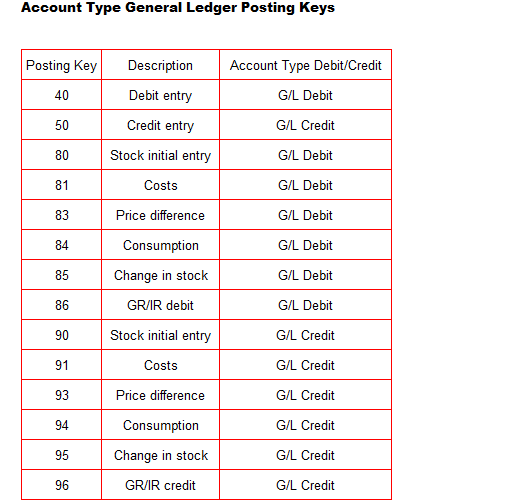 Account Type General Ledger Posting Keys
Posting Key Description Account Type Debit/Credit
40 Debit entry G/L Debit
50 Credit entry G/L Credit
80 Stock initial entry G/L Debit
81 Costs G/L Debit
83 Price difference G/L Debit
84 Consumption G/L Debit
85 Change in stock G/L Debit
86 GR/IR debit G/L Debit
90 Stock initial entry G/L Credit
91 Costs G/L Credit
93 Price difference G/L Credit
94 Consumption G/L Credit
95 Change in stock G/L Credit
96 GR/IR credit G/L Credit